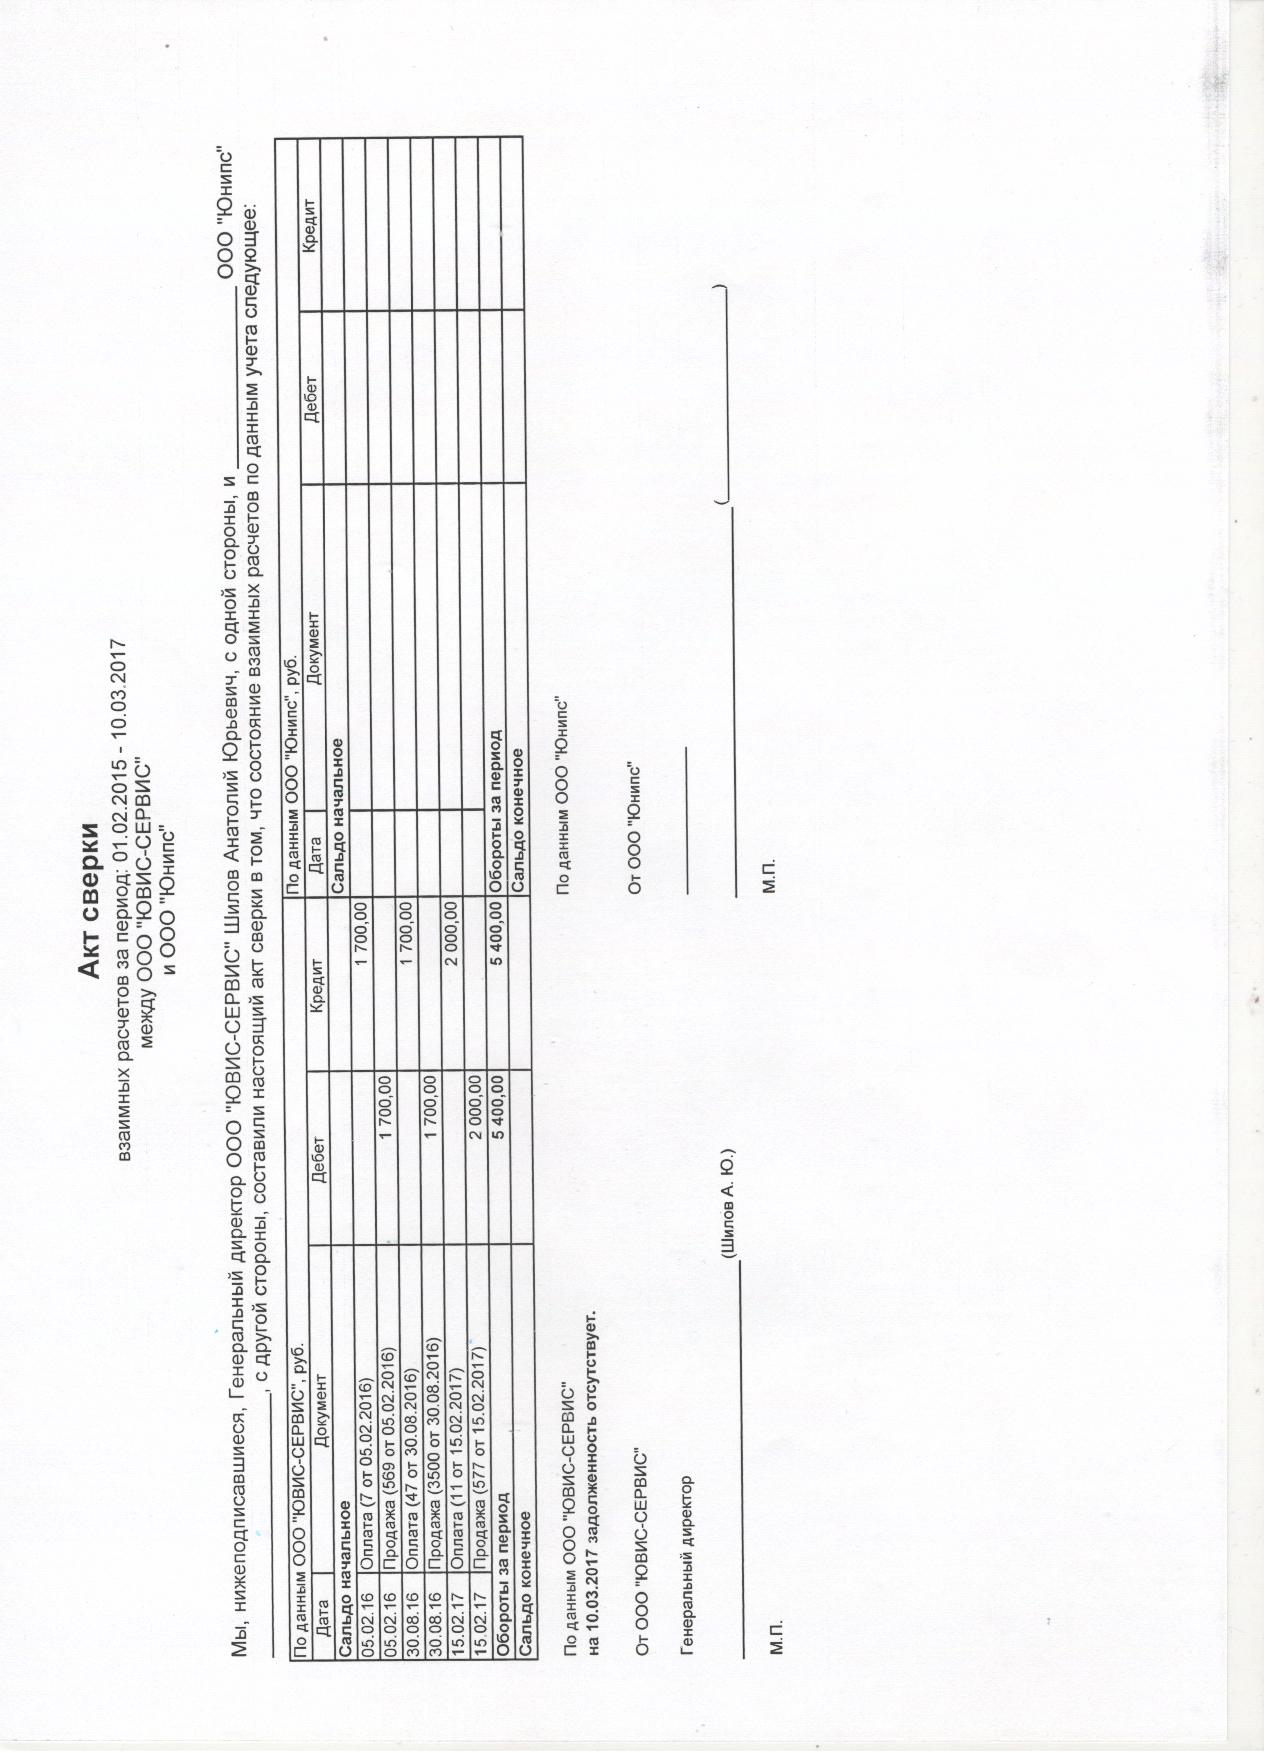 Акт сверки
взаимных расчетов за период: 01.02.2015 - 10.03.2017
между ООО "ЮВИС-СЕРВИС"
и ООО "Юнипс"
Мы, нижеподписавшиеся, Генеральный директор ООО "ЮВИС-СЕРВИС" Шилов Анатолий Юрьевич, с одной стороны, и ООО "Юнипс"
, с другой стороны, составили настоящий акт сверки в том, что состояние взаимных расчетов по данным учета следующее:
По данным ООО "ЮВИС-СЕРВИС", руб. По данным ООО "Юнипс", руб.
Дата Документ Дебет Кредит Дата Документ Дебет Кредит
Сальдо начальное Сальдо начальное
05.02.16 Оплата (7 от 05.02.2016) 1 700,00
05.02.16 Продажа (569 от 05.02.2016) 1 700,00
30.08.16 Оплата (47 от 30.08.2016) 1 700,00
30.08.16 Продажа (3500 от 30.08.2016) 1 700,00
15.02.17 Оплата (11 от 15.02.2017) 2 000,00
15.02.17 Продажа (577 от 15.02.2017) 2 000,00
Обороты за период 5 400,00 5 400,00 Обороты за период
Сальдо конечное Сальдо конечное
По данным ООО "ЮВИС-СЕРВИС" По данным ООО "Юнипс"
на 10.03.2017 задолженность отсутствует.
От ООО "ЮВИС-СЕРВИС" От ООО "Юнипс"
Генеральный директор
(Шилов А. Ю.) ( )
М.П. М.П.